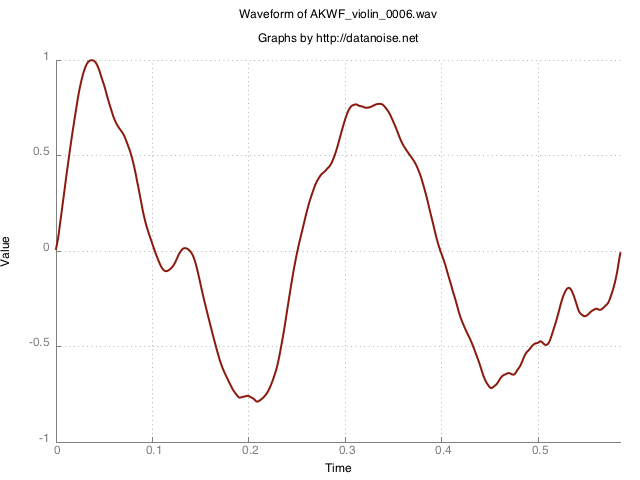 Waveform of AKWF_violin_0006.wav
Graphs by http://datanoise.net
1
0.5
0
-0.5
-1
Value
0
0.1
0.2
0.3
0.4
0.5
Time